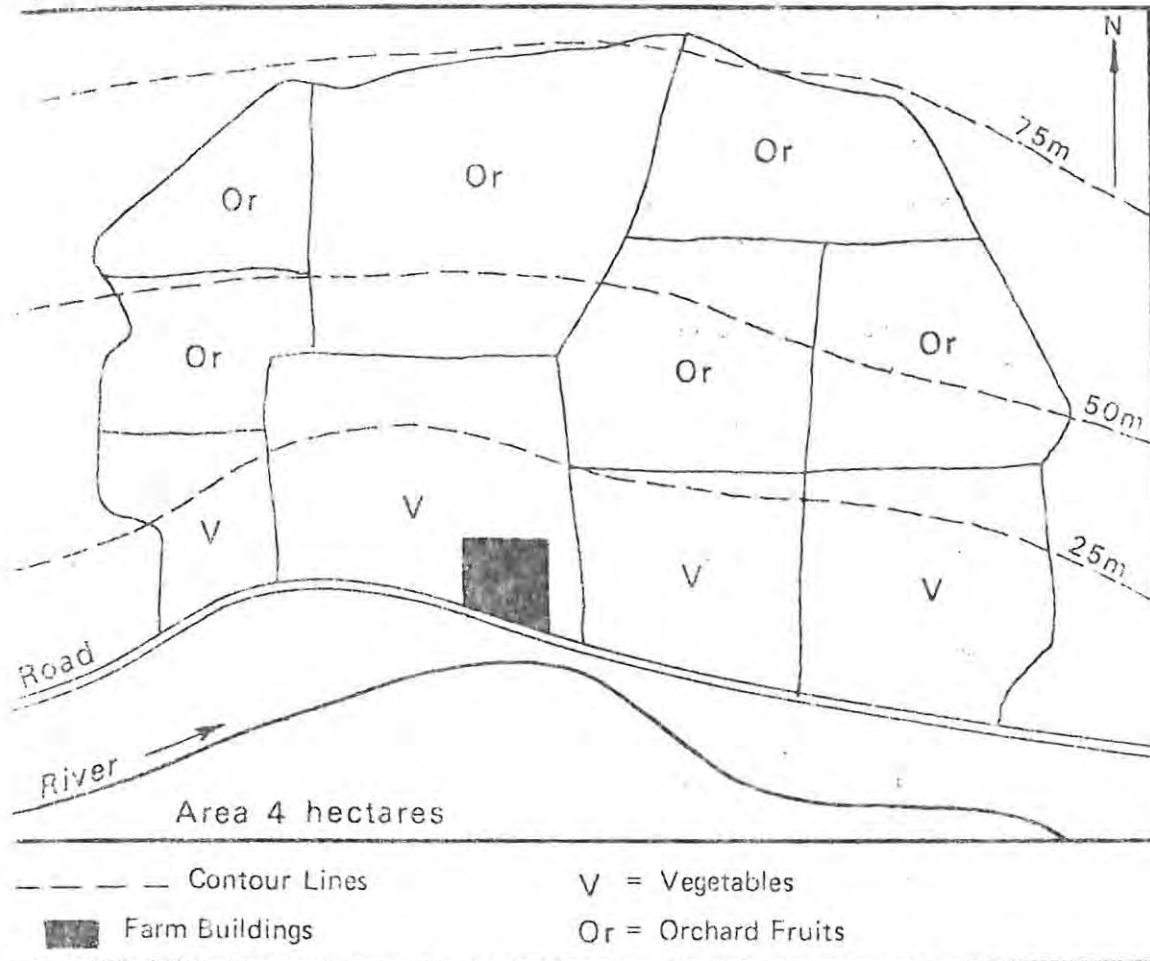 N
75m
Or
Or
Or
Or
Or
Or
50m
V
V
V
V
25m
Road
River
Area 4 hectares
Contour Lines
V = Vegetables
Farm Buildings
Or = Orchard Fruits